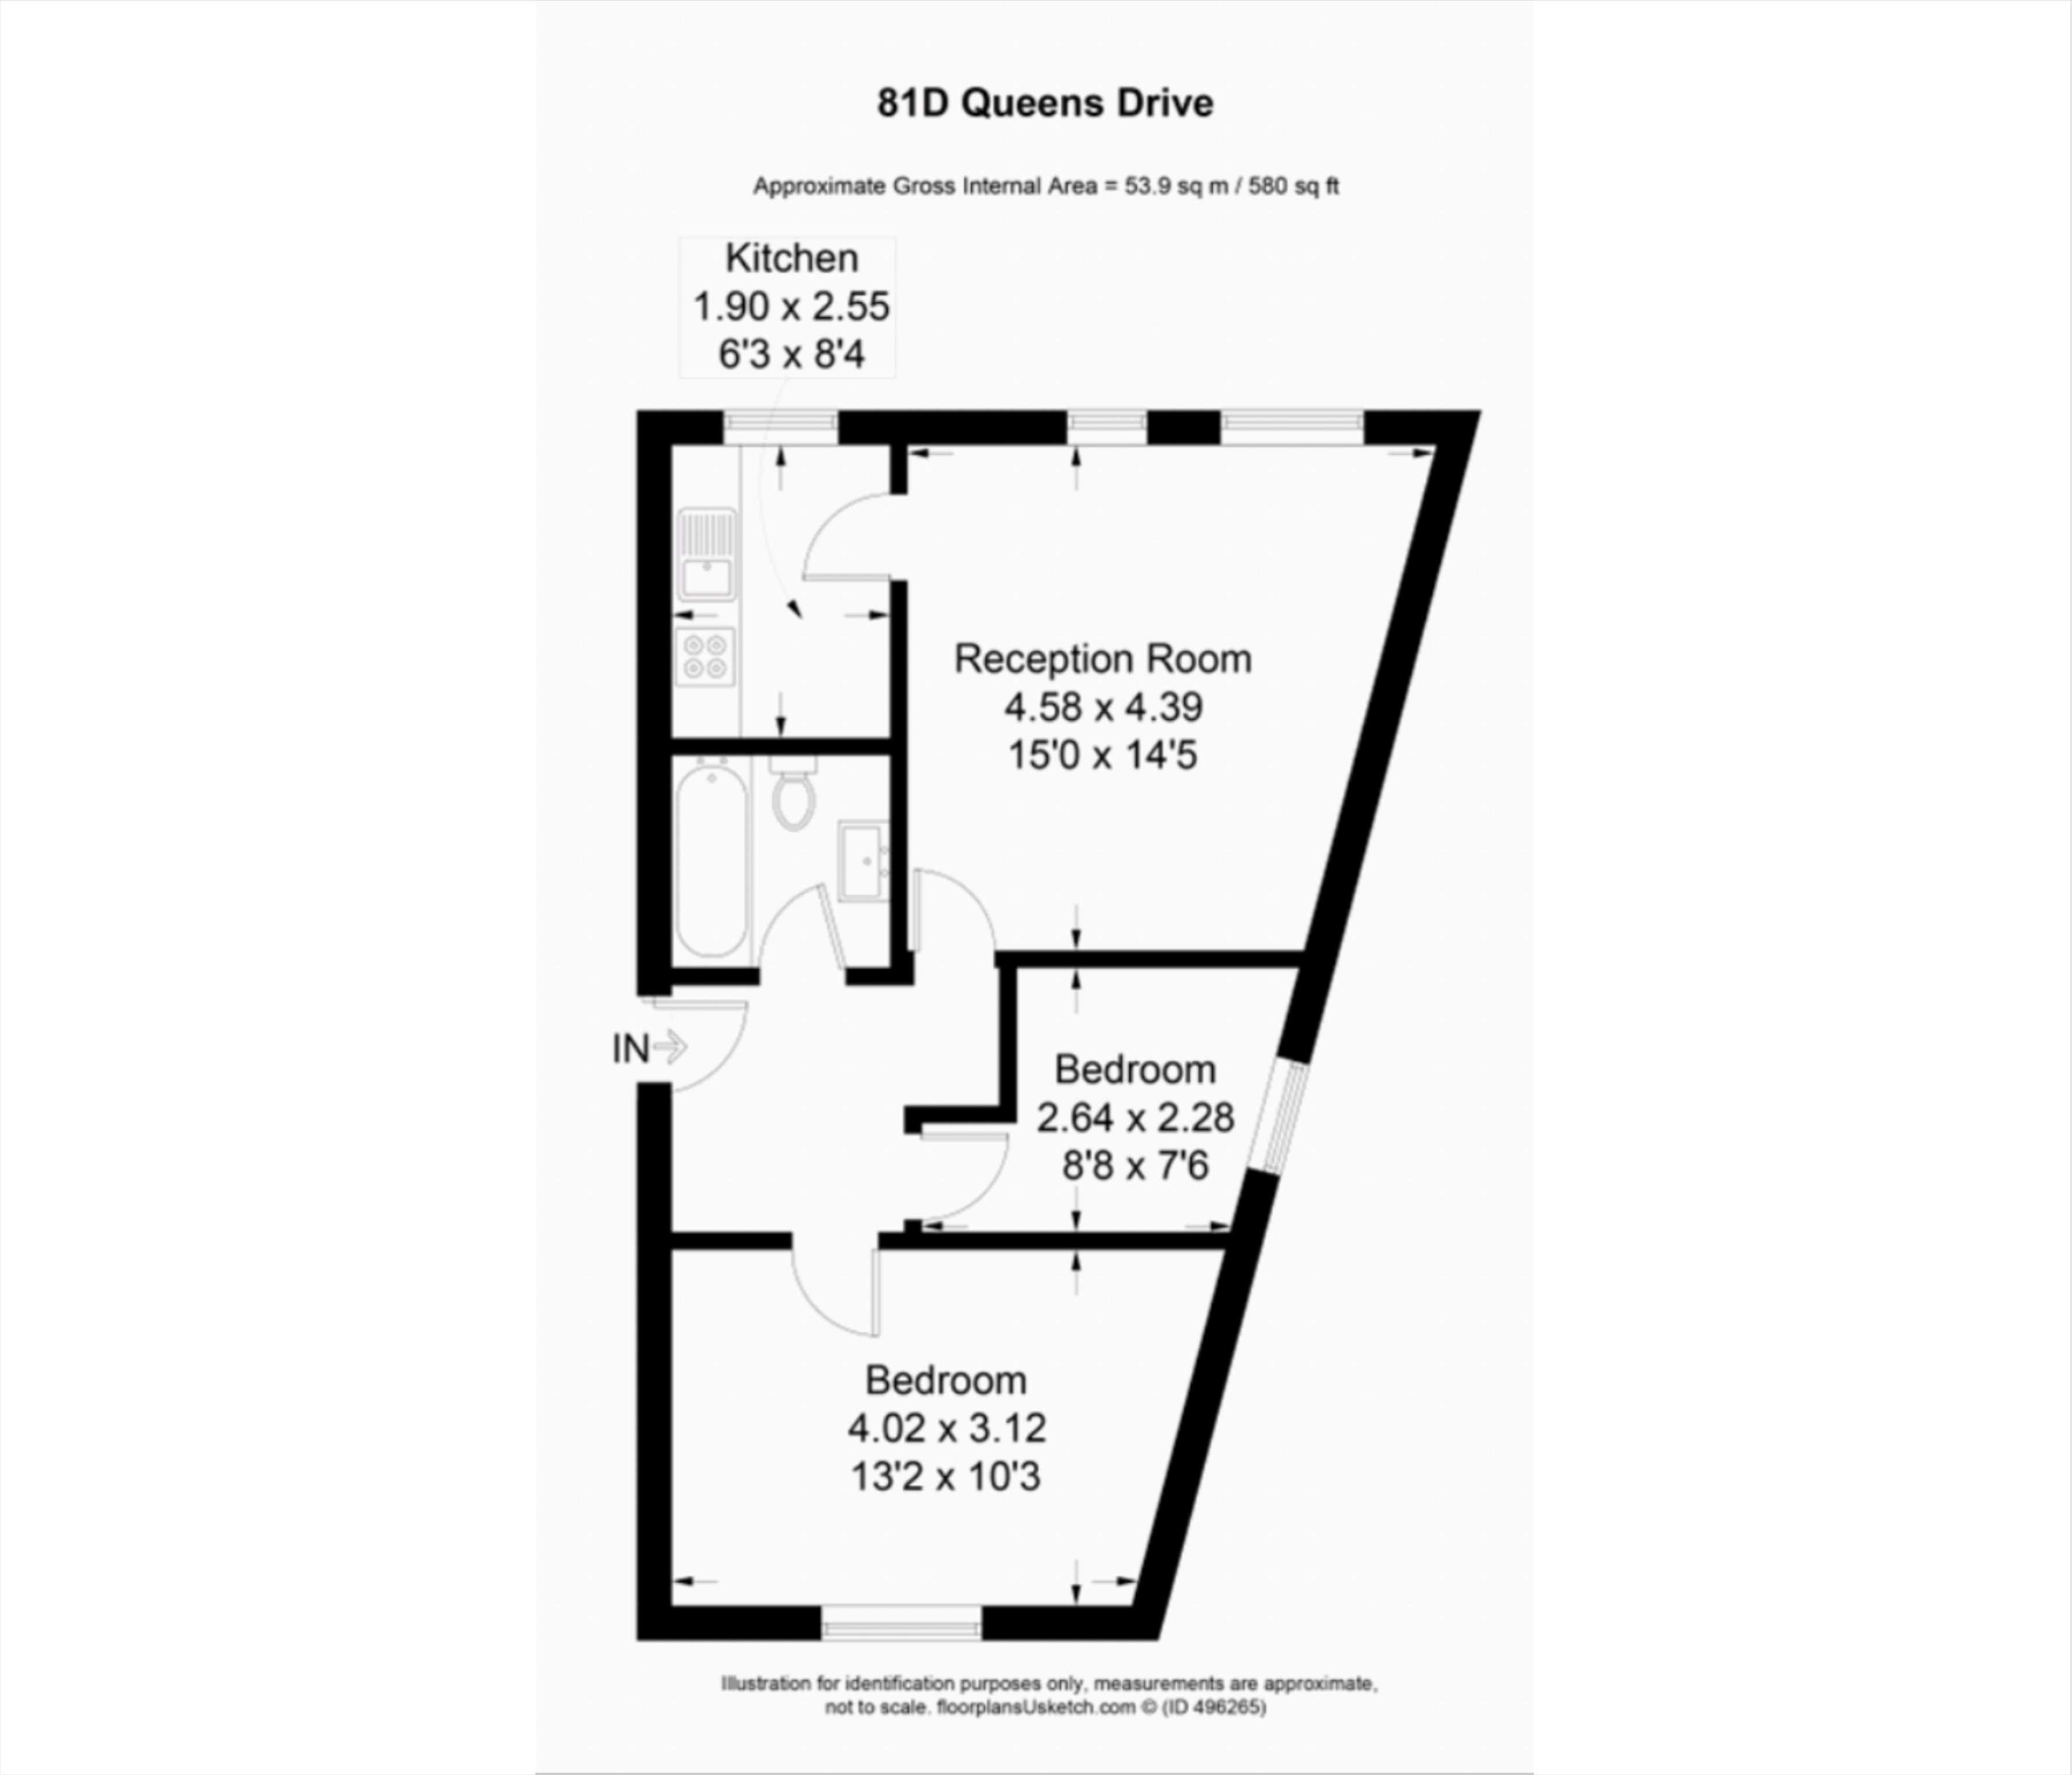 81D Queens Drive
Approximate Gross Internal Area = 53.9 sq m / 580 sq ft
Kitchen
1.90 x 2.55
6'3 x 8'4
Reception Room
4.58 x 4.39
15'0 x 14'5
IN
Bedroom
2.64 x 2.28
8'8 x 7'6
Bedroom
4.02 x 3.12
13'2 x 10'3
Illustration for identification purposes only, measurements are approximate,
not to scale. floorplansUsketch.com © (ID 496265)